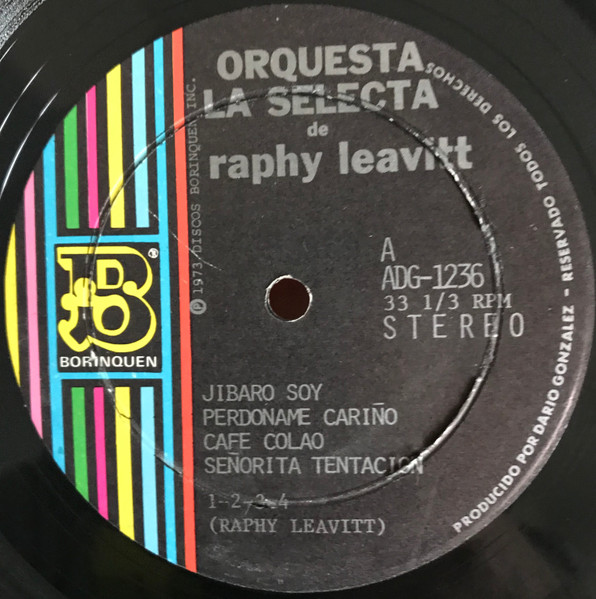 ORQUESTA
LA SELECTA
de
raphy leavitt
A
ADG-1236
33 1/3 RPM
STEREO
JIBARO SOY
PERDONAME CARIÑO
CAFE COLAO
SEÑORITA TENTACION
1-2-3-4
(RAPHY LEAVITT)
℗ 1973/DISCOS BORINQUEN INC.
B®
BORINQUEN
PRODUCIDO POR DARIO GONZALEZ - RESERVADO TODOS LOS DERECHOS